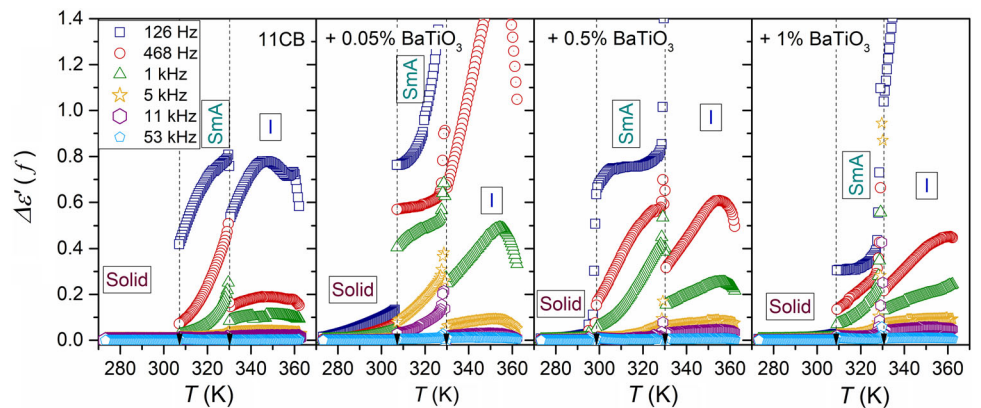 1.4
1.2
1.0
0.8
0.6
0.4
0.2
0.0
Δε' (f)
126 Hz
468 Hz
1 kHz
5 kHz
11 kHz
53 kHz
11CB
SmA
I
Solid
280 300 320 340 360
T (K)
+ 0.05% BaTiO3
SmA
I
Solid
280 300 320 340 360
T (K)
+ 0.5% BaTiO3
SmA
I
Solid
280 300 320 340 360
T (K)
+ 1% BaTiO3
SmA
I
Solid
280 300 320 340 360
T (K)